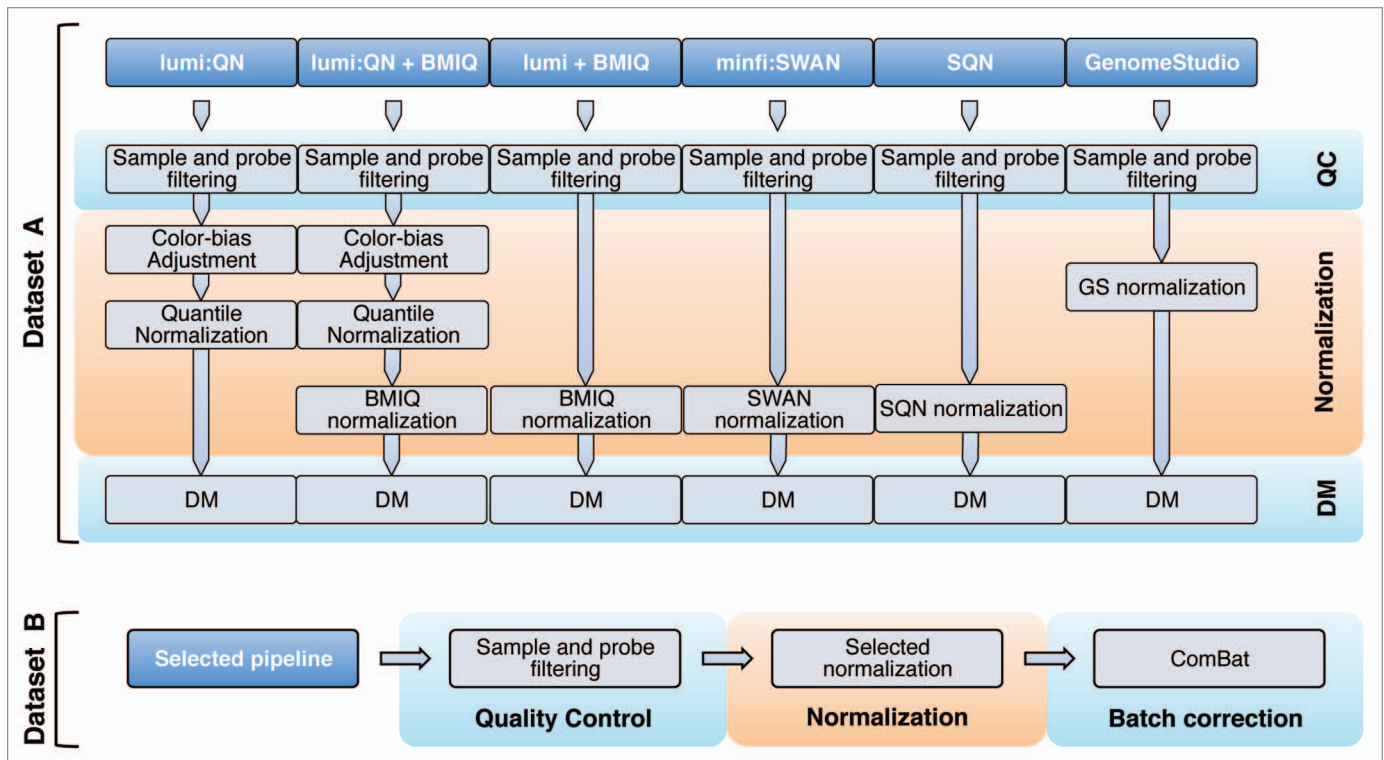 Dataset A
lumi:QN
lumi:QN + BMIQ
lumi + BMIQ
minfi:SWAN
SQN
GenomeStudio
Sample and probe
filtering
Sample and probe
filtering
Sample and probe
filtering
Sample and probe
filtering
Sample and probe
filtering
Sample and probe
filtering
QC
Color-bias
Adjustment
Color-bias
Adjustment
GS normalization
Quantile
Normalization
Quantile
Normalization
BMIQ
normalization
BMIQ
normalization
SWAN
normalization
SQN normalization
Normalization
DM
DM
DM
DM
DM
DM
DM
Dataset B
Selected pipeline
Sample and probe
filtering
Quality Control
Selected
normalization
Normalization
ComBat
Batch correction